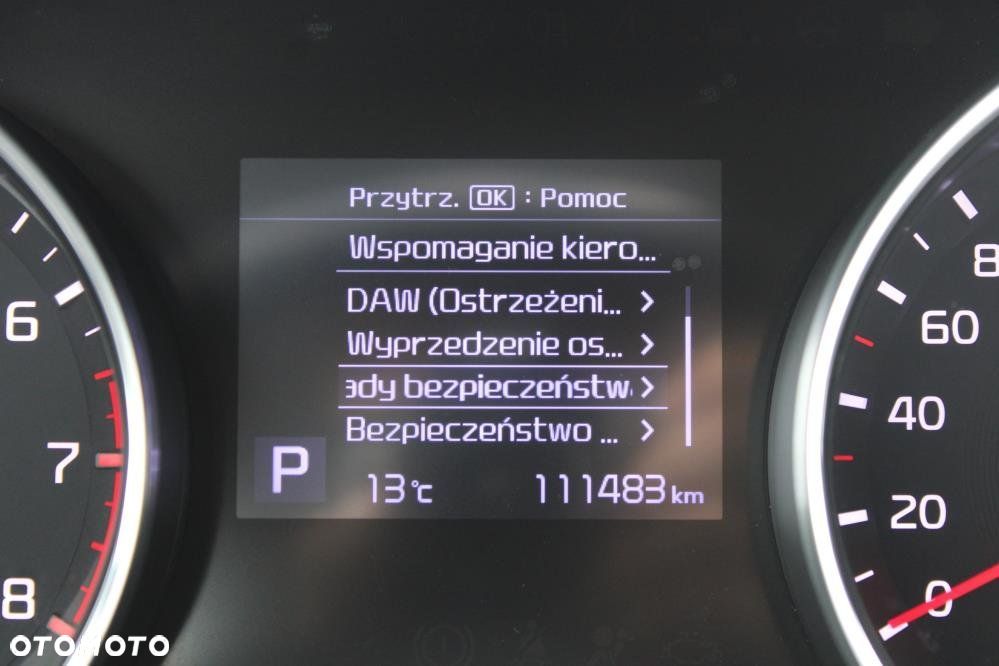 Przytrz. OK : Pomoc
Wspomaganie kiero...
DAW (Ostrzeżeni...
Wyprzedzenie os...
ady bezpieczeństw
Bezpieczeństwo ...
P
13°c
111483 km
6
7
8
8
60
40
20
0
OTOMOTO